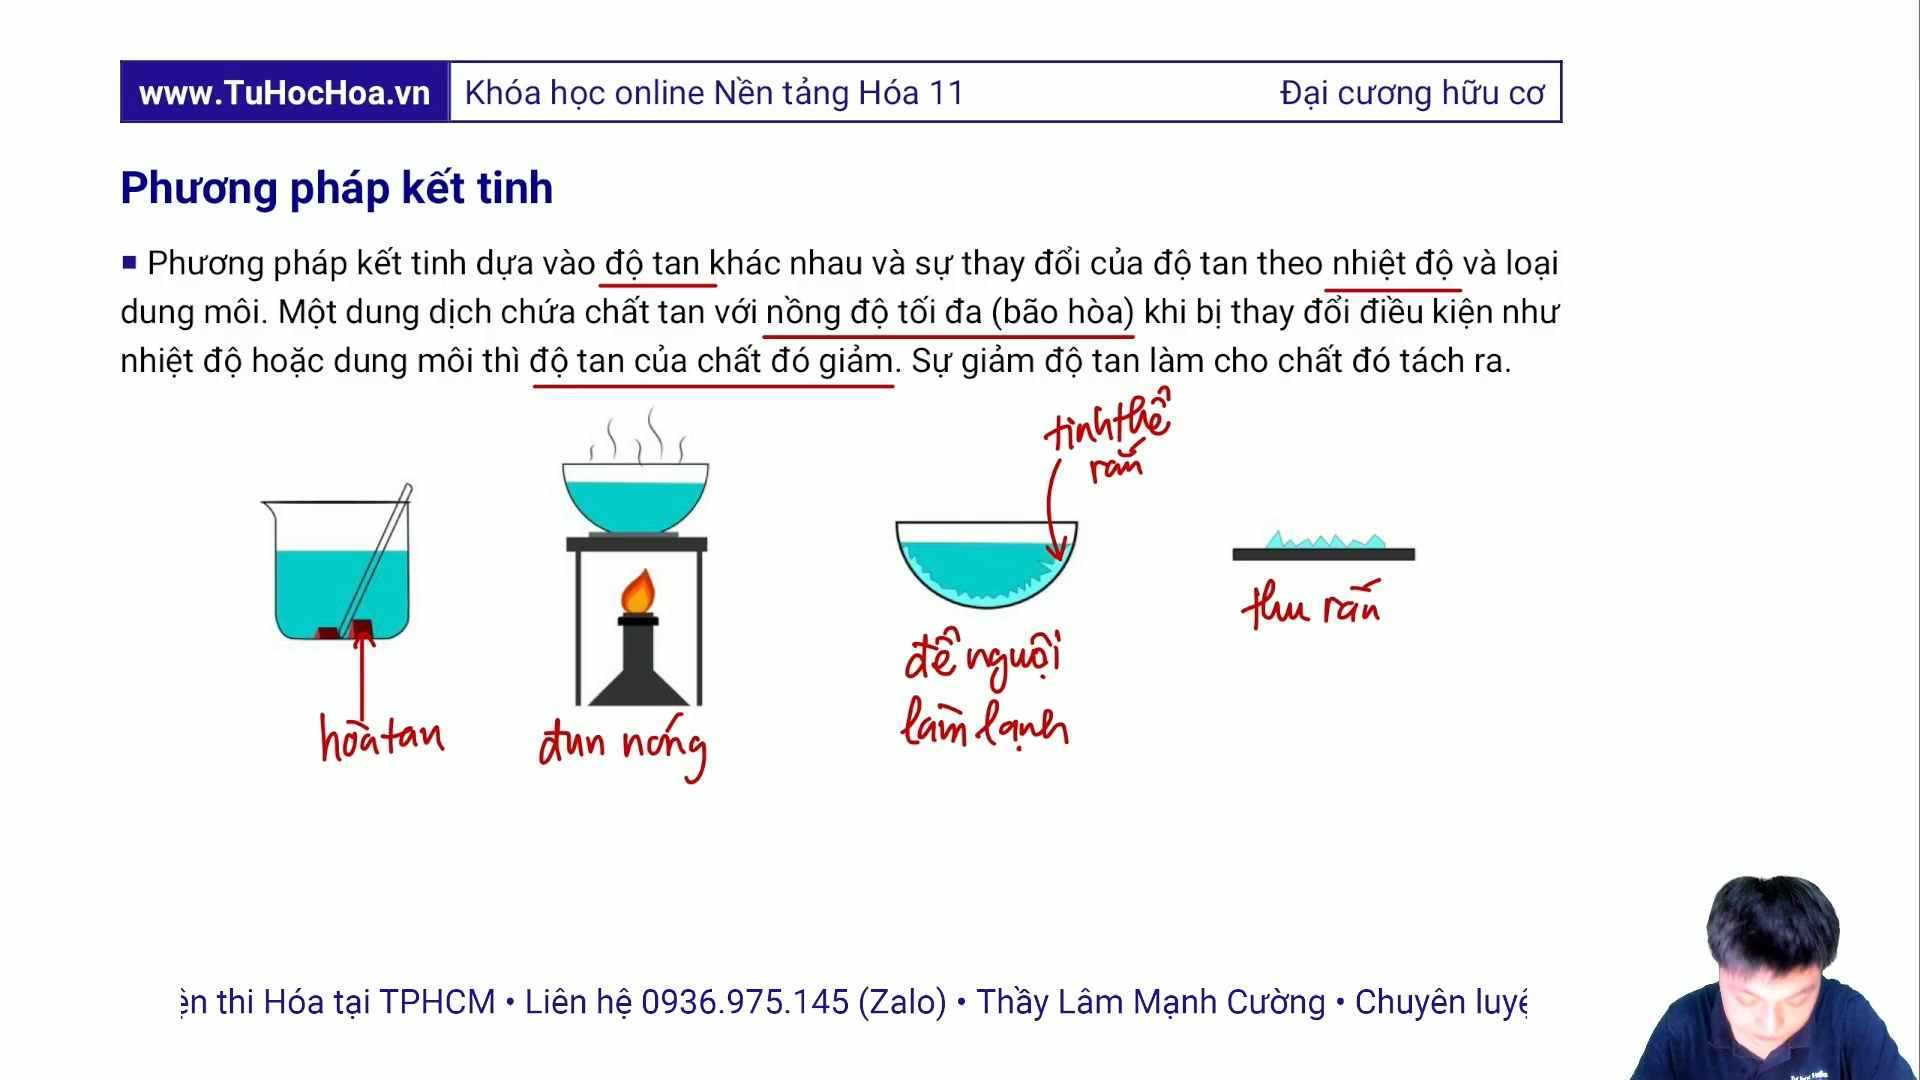 www.TuHocHoa.vn Khóa học online Nền tảng Hóa 11 Đại cương hữu cơ
Phương pháp kết tinh
▪ Phương pháp kết tinh dựa vào độ tan khác nhau và sự thay đổi của độ tan theo nhiệt độ và loại
dung môi. Một dung dịch chứa chất tan với nồng độ tối đa (bão hòa) khi bị thay đổi điều kiện như
nhiệt độ hoặc dung môi thì độ tan của chất đó giảm. Sự giảm độ tan làm cho chất đó tách ra.
tinh thể
rắn
hòa tan
đun nóng
để nguội
làm lạnh
thu rắn
thi Hóa tại TPHCM • Liên hệ 0936.975.145 (Zalo) • Thầy Lâm Mạnh Cường • Chuyên